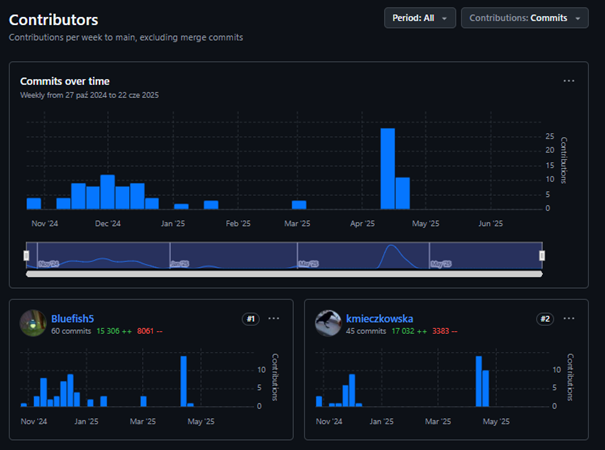 Contributors
Period: All
Contributions: Commits
Contributions per week to main, excluding merge commits
Commits over time
Weekly from 27 paź 2024 to 22 cze 2025
25
20
15
10
5
0
Contributions
Nov '24 Dec '24 Jan '25 Feb '25 Mar '25 Apr '25 May '25 Jun '25
Nov '24 Jan '25 Mar '25 May '25
Bluefish5
#1
60 commits 15 306 ++ 8061 --
10
5
0
Contributions
Nov '24 Jan '25 Mar '25 May '25
kmieczkowska
#2
45 commits 17 032 ++ 3383 --
10
5
0
Contributions
Nov '24 Jan '25 Mar '25 May '25